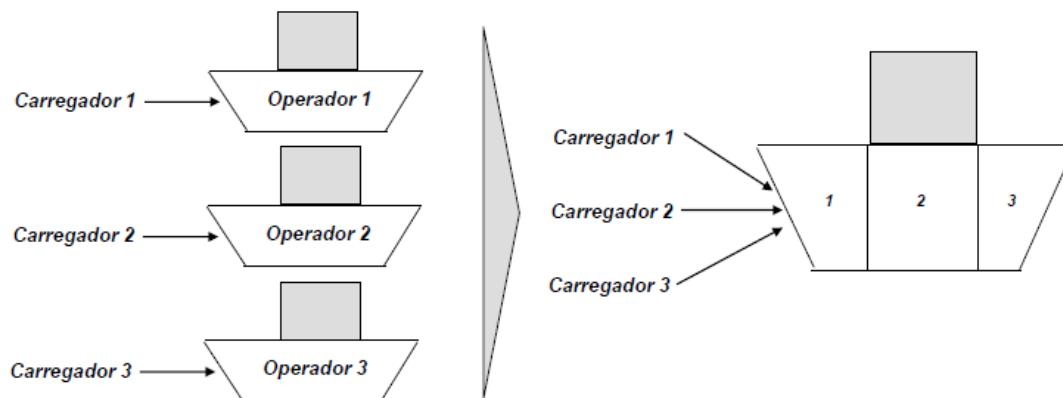 Carregador 1
Operador 1
Carregador 2
Operador 2
Carregador 3
Operador 3
Carregador 1
Carregador 2
Carregador 3
1
2
3